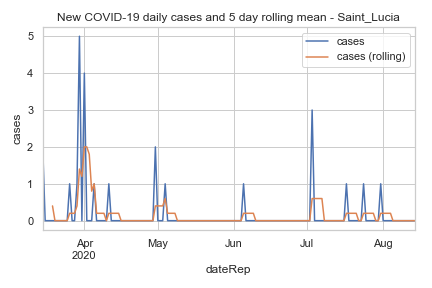 New COVID-19 daily cases and 5 day rolling mean - Saint_Lucia
cases
cases (rolling)
5
4
3
2
1
0
cases
Apr May Jun Jul Aug
2020
dateRep